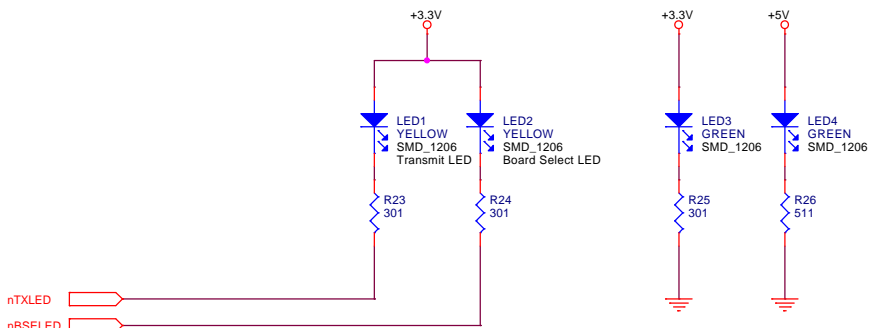 +3.3V
+3.3V
+5V
LED1
YELLOW
SMD_1206
Transmit LED
LED2
YELLOW
SMD_1206
Board Select LED
LED3
GREEN
SMD_1206
LED4
GREEN
SMD_1206
R23
301
R24
301
R25
301
R26
511
nTXLED
nBSELED